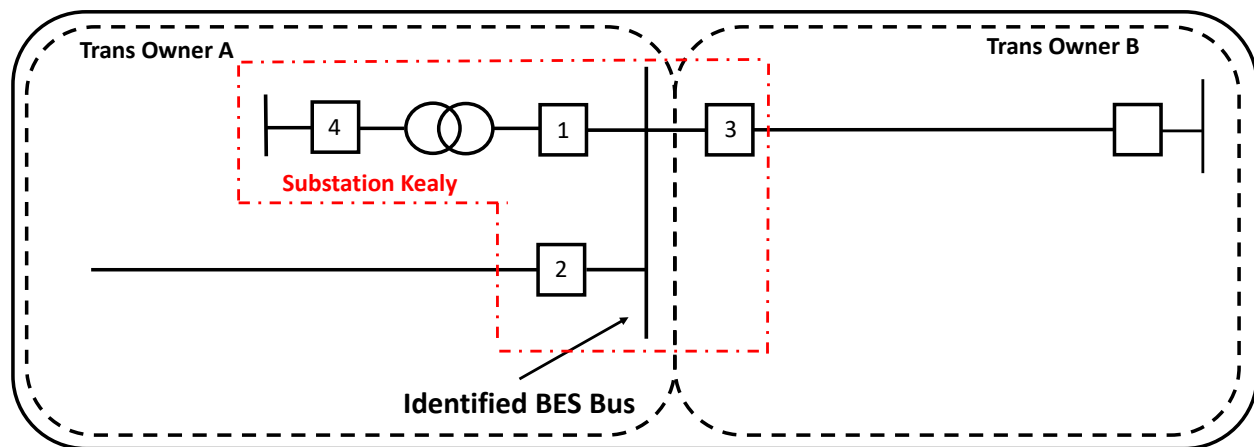 Trans Owner A
Trans Owner B
4
1
3
Substation Kealy
2
Identified BES Bus